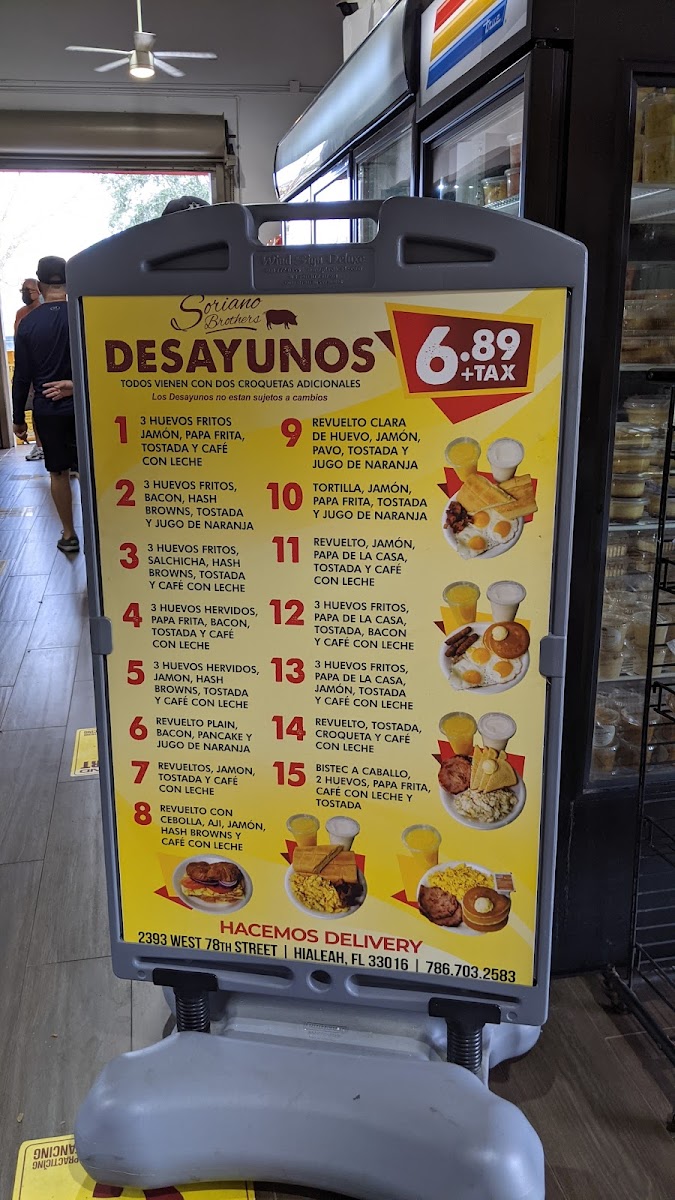 Wind Sign Deluxe
Soriano
Brothers
DESAYUNOS
6.89
+TAX
TODOS VIENEN CON DOS CROQUETAS ADICIONALES
Los Desayunos no estan sujetos a cambios
1 3 HUEVOS FRITOS
JAMÓN, PAPA FRITA,
TOSTADA Y CAFÉ
CON LECHE
2 3 HUEVOS FRITOS,
BACON, HASH
BROWNS, TOSTADA
Y JUGO DE NARANJA
3 3 HUEVOS FRITOS,
SALCHICHA, HASH
BROWNS, TOSTADA
Y CAFÉ CON LECHE
4 3 HUEVOS HERVIDOS,
PAPA FRITA, BACON,
TOSTADA Y CAFÉ
CON LECHE
5 3 HUEVOS HERVIDOS,
JAMON, HASH
BROWNS, TOSTADA
Y CAFÉ CON LECHE
6 REVUELTO PLAIN,
BACON, PANCAKE Y
JUGO DE NARANJA
7 REVUELTOS, JAMON,
TOSTADA Y CAFÉ
CON LECHE
8 REVUELTO CON
CEBOLLA, AJI, JAMÓN,
HASH BROWNS Y
CAFÉ CON LECHE
9 REVUELTO CLARA
DE HUEVO, JAMÓN,
PAVO, TOSTADA Y
JUGO DE NARANJA
10 TORTILLA, JAMÓN,
PAPA FRITA, TOSTADA
Y JUGO DE NARANJA
11 REVUELTO, JAMÓN,
PAPA DE LA CASA,
TOSTADA Y CAFÉ
CON LECHE
12 3 HUEVOS FRITOS,
PAPA DE LA CASA,
TOSTADA, BACON
Y CAFÉ CON LECHE
13 3 HUEVOS FRITOS,
PAPA DE LA CASA,
JAMÓN, TOSTADA
Y CAFÉ CON LECHE
14 REVUELTO, TOSTADA,
CROQUETA Y CAFÉ
CON LECHE
15 BISTEC A CABALLO,
2 HUEVOS, PAPA FRITA,
CAFÉ CON LECHE Y
TOSTADA
HACEMOS DELIVERY
2393 WEST 78TH STREET | HIALEAH, FL 33016 | 786.703.2583
PRACTICING